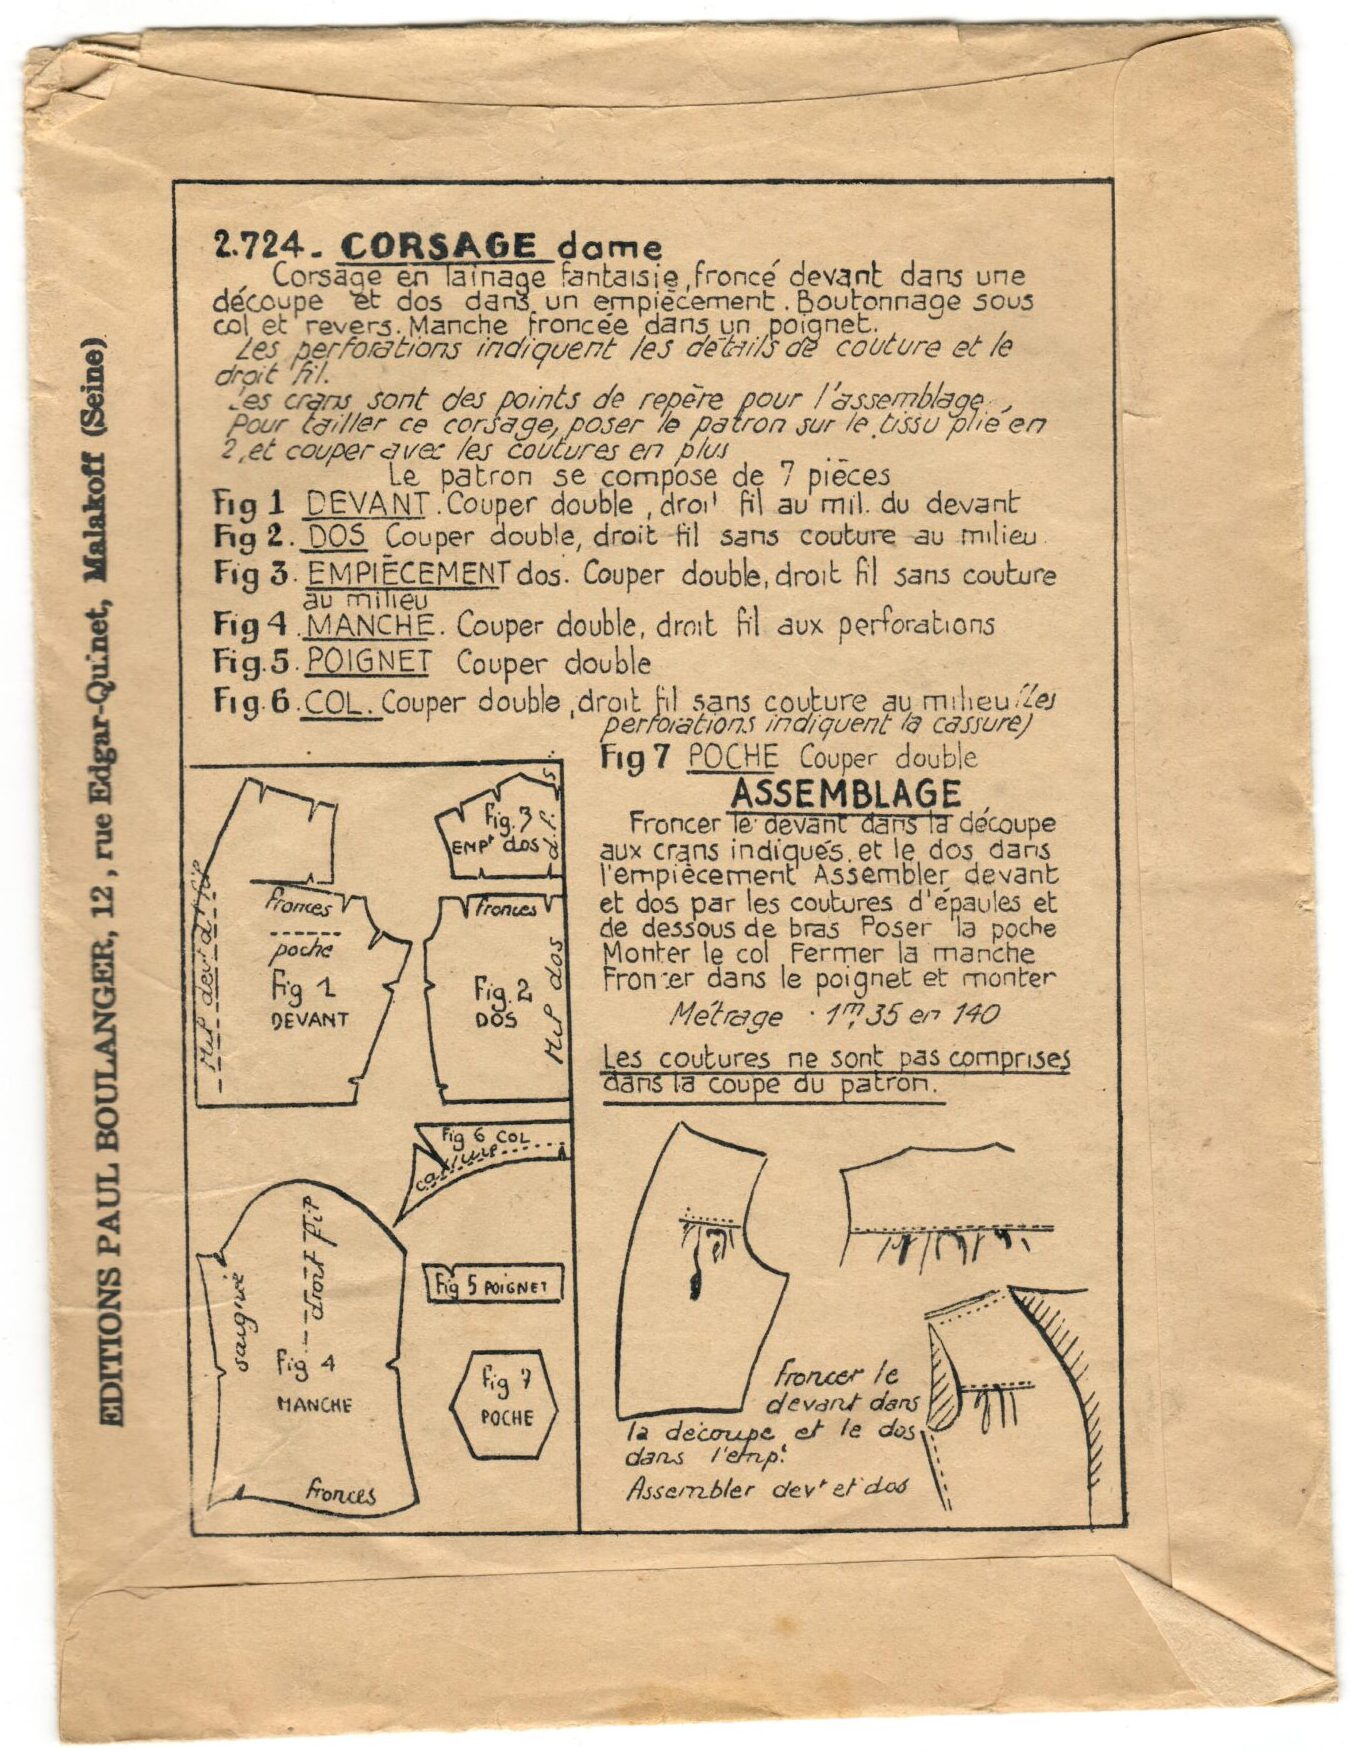 2.724. CORSAGE dame
Corsage en lainage fantaisie, froncé devant dans une
découpe et dos dans un empiècement. Boutonnage sous
col et revers. Manche froncée dans un poignet.
Les perforations indiquent les détails de couture et le
droit fil.
Les crans sont des points de repère pour l'assemblage.
Pour tailler ce corsage, poser le patron sur le tissu plié en
2, et couper avec les coutures en plus
Le patron se compose de 7 pièces
Fig 1 DEVANT. Couper double, droit fil au mil. du devant
Fig 2. DOS Couper double, droit fil sans couture au milieu.
Fig 3. EMPIÈCEMENT dos. Couper double, droit fil sans couture
au milieu
Fig 4. MANCHE. Couper double, droit fil aux perforations
Fig. 5. POIGNET Couper double
Fig. 6. COL. Couper double, droit fil sans couture au milieu (Les
perforations indiquent la cassure)
Fig 7 POCHE Couper double
ASSEMBLAGE
Froncer le devant dans la découpe
aux crans indiqués, et le dos dans
l'empiècement Assembler devant
et dos par les coutures d'épaules et
de dessous de bras Poser la poche
Monter le col Fermer la manche
Froncer dans le poignet et monter
Métrage . 1m,35 en 140
Les coutures ne sont pas comprises
dans la coupe du patron.
Froncer le
devant dans
la découpe et le dos
dans l'empt.
Assembler devt et dos
Fig. 3
EMPt DOS
fronces
poche
Fig 1
DEVANT
Mil devt d. fil
fronces
Fig. 2
DOS
Mil dos
Fig 6 COL
cassure
saignée
droit fil
Fig 4
MANCHE
fronces
Fig 5 POIGNET
Fig 7
POCHE
EDITIONS PAUL BOULANGER, 12, rue Edgar-Quinet, Malakoff (Seine)